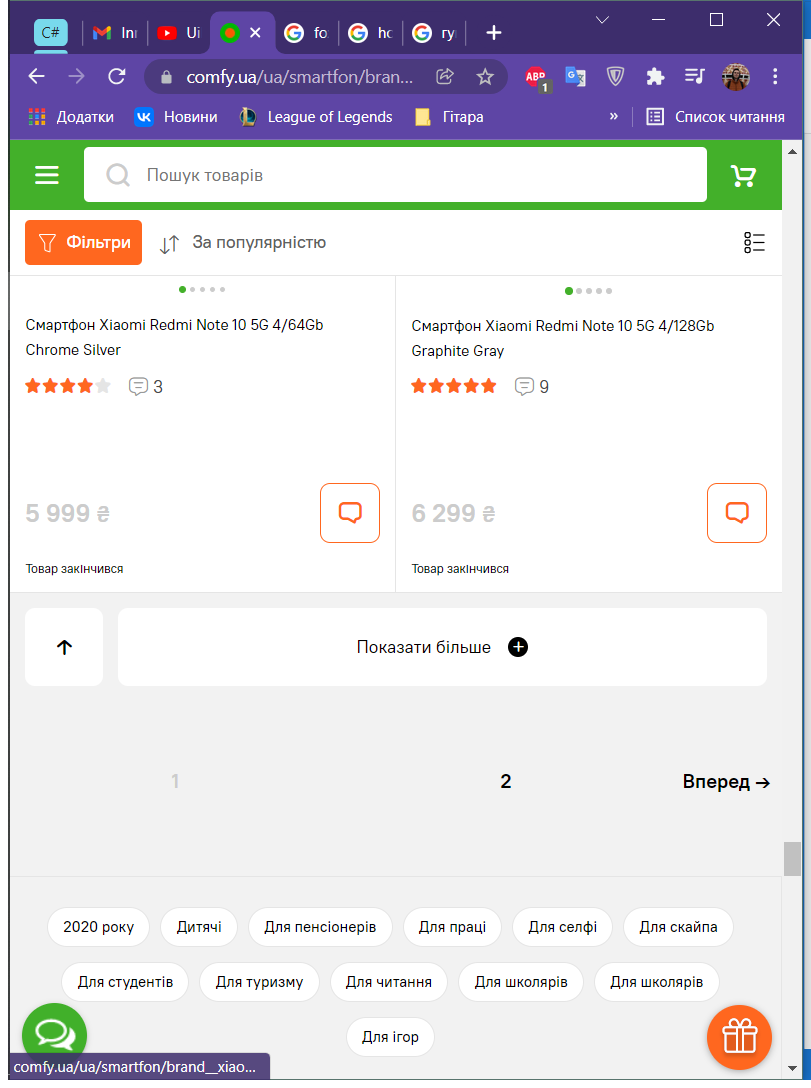 C#
Іпі
Ui
fo
hc
гу
comfy.ua/ua/smartfon/bran...
ABP
1
Додатки
Новини
League of Legends
Гітара
»
Список читання
Пошук товарів
Фільтри
За популярністю
Смартфон Xiaomi Redmi Note 10 5G 4/64Gb
Chrome Silver
3
5 999 ₴
Товар закінчився
Смартфон Xiaomi Redmi Note 10 5G 4/128Gb
Graphite Gray
9
6 299 ₴
Товар закінчився
Показати більше
1
2
Вперед →
2020 року
Дитячі
Для пенсіонерів
Для праці
Для селфі
Для скайпа
Для студентів
Для туризму
Для читання
Для школярів
Для школярів
Для ігор
comfy.ua/ua/smartfon/brand__xiao...